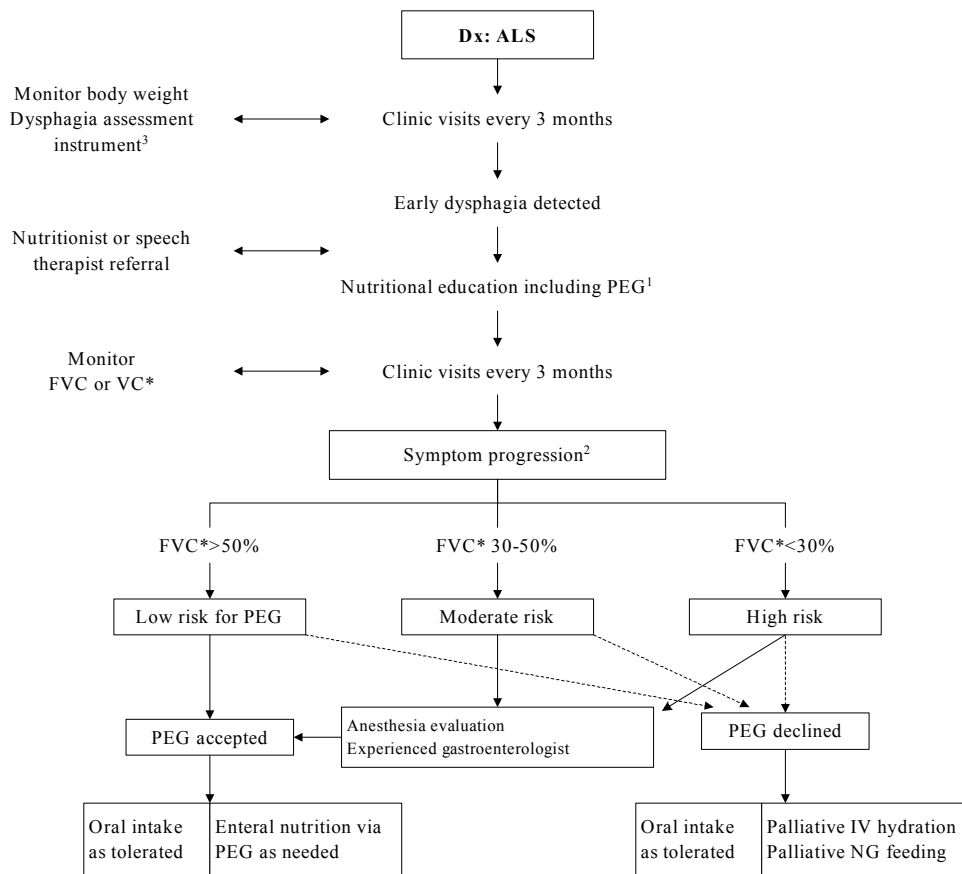 Dx: ALS
Monitor body weight
Dysphagia assessment
instrument³
Clinic visits every 3 months
Early dysphagia detected
Nutritionist or speech
therapist referral
Nutritional education including PEG¹
Monitor
FVC or VC*
Clinic visits every 3 months
Symptom progression²
FVC*>50%
FVC* 30-50%
FVC*<30%
Low risk for PEG
Moderate risk
High risk
PEG accepted
Anesthesia evaluation
Experienced gastroenterologist
PEG declined
Oral intake
as tolerated
Enteral nutrition via
PEG as needed
Oral intake
as tolerated
Palliative IV hydration
Palliative NG feeding